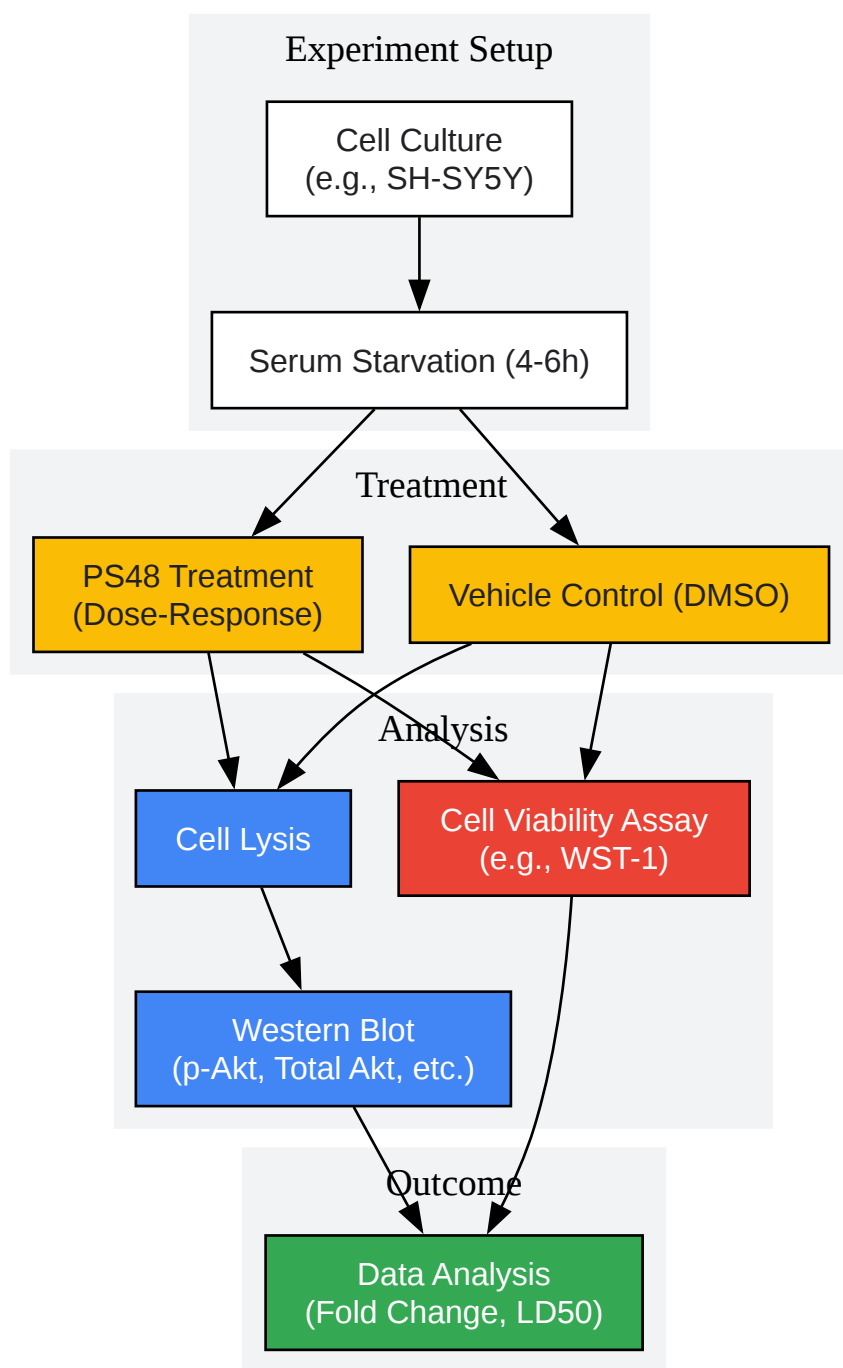 Experiment Setup
Cell Culture
(e.g., SH-SY5Y)
Serum Starvation (4-6h)
Treatment
PS48 Treatment
(Dose-Response)
Vehicle Control (DMSO)
Analysis
Cell Lysis
Cell Viability Assay
(e.g., WST-1)
Western Blot
(p-Akt, Total Akt, etc.)
Outcome
Data Analysis
(Fold Change, LD50)